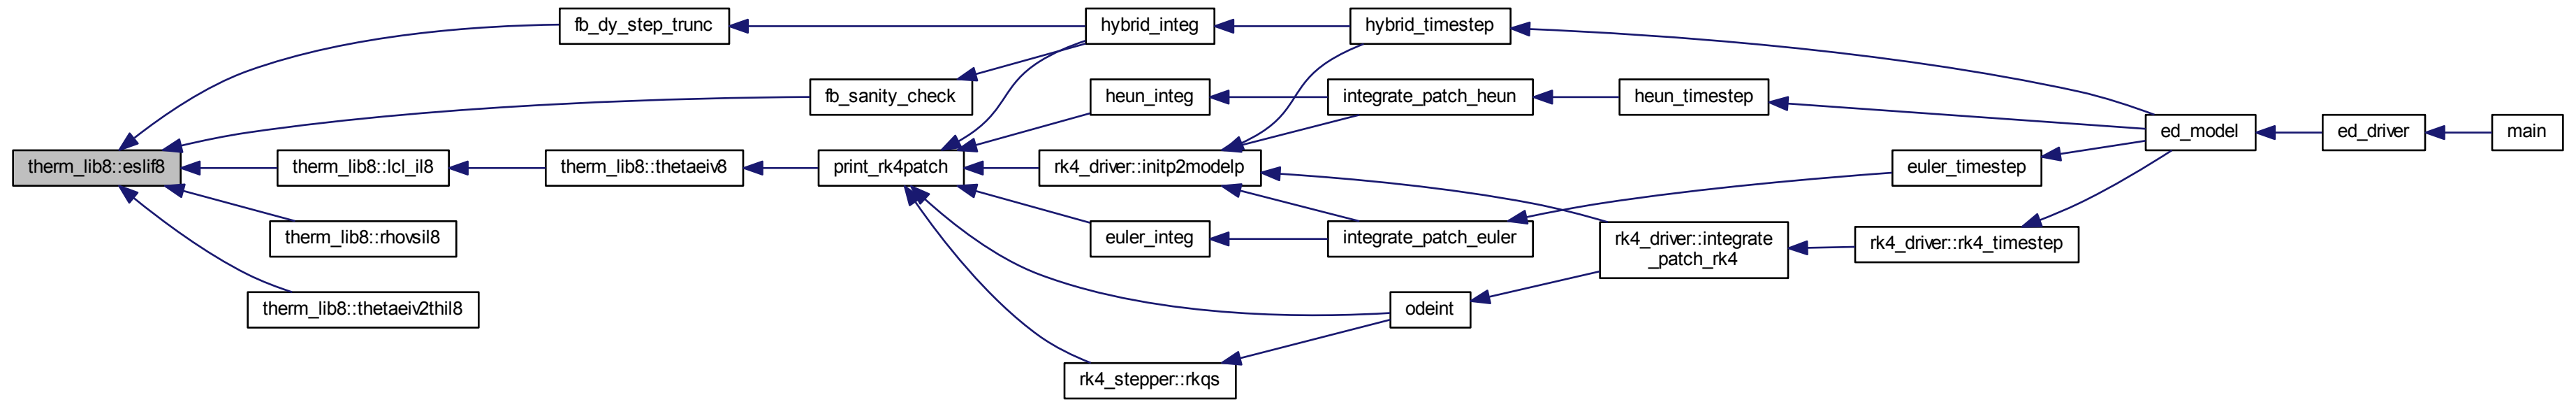 fb_dy_step_trunc
hybrid_integ
hybrid_timestep
fb_sanity_check
heun_integ
integrate_patch_heun
heun_timestep
ed_model
ed_driver
main
therm_lib8::eslif8
therm_lib8::lcl_il8
therm_lib8::thetaeiv8
print_rk4patch
rk4_driver::initp2modelp
euler_timestep
therm_lib8::rhovsil8
euler_integ
integrate_patch_euler
rk4_driver::integrate
_patch_rk4
rk4_driver::rk4_timestep
therm_lib8::thetaeiv2thil8
odeint
rk4_stepper::rkqs